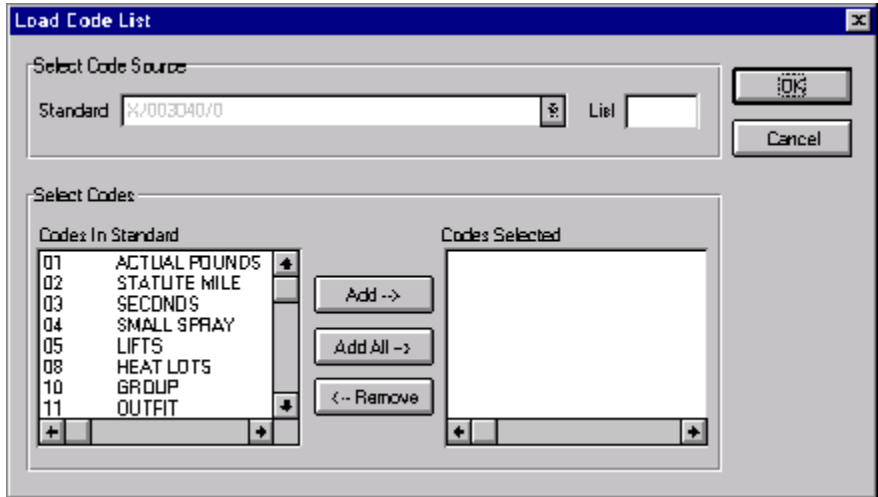 Load Code List
Select Code Source
Standard X/003040/0 List
OK
Cancel
Select Codes
Codes In Standard
Codes Selected
01 ACTUAL POUNDS
02 STATUTE MILE
03 SECONDS
04 SMALL SPRAY
05 LIFTS
08 HEAT LOTS
10 GROUP
11 OUTFIT
Add -->
Add All -->
<-- Remove